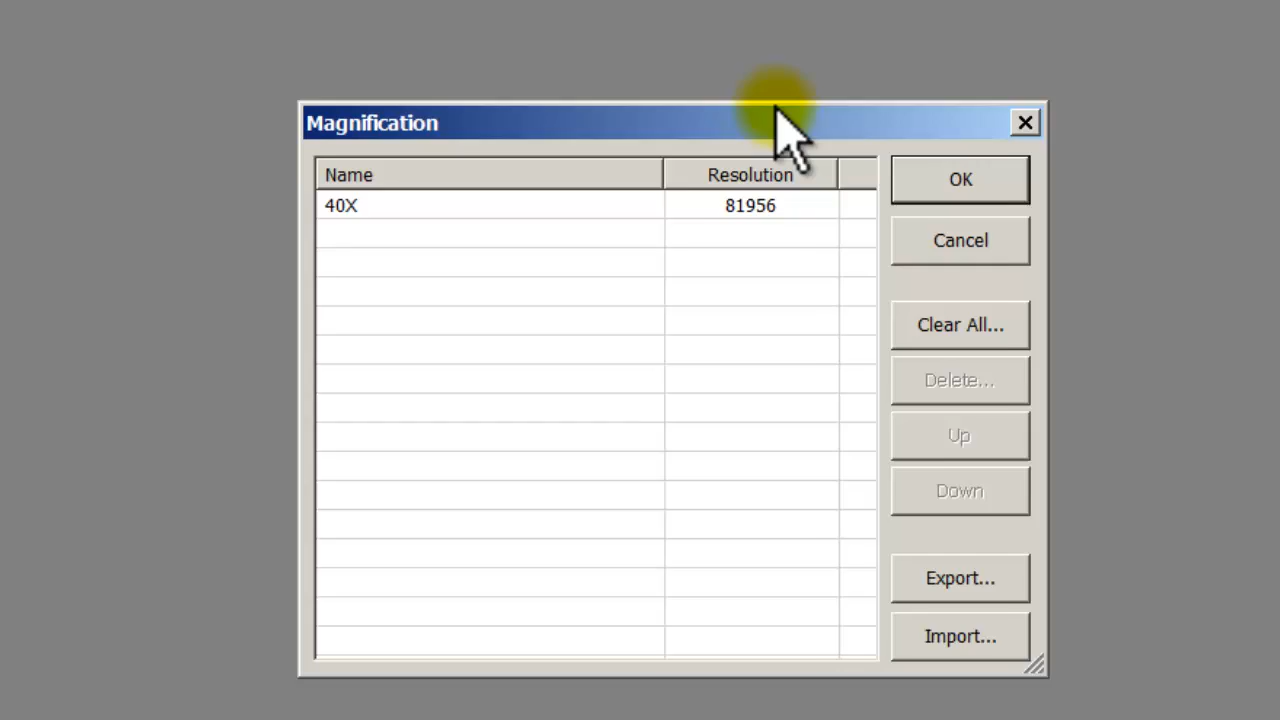 Magnification
Name Resolution
40X 81956
OK
Cancel
Clear All...
Delete...
Up
Down
Export...
Import...